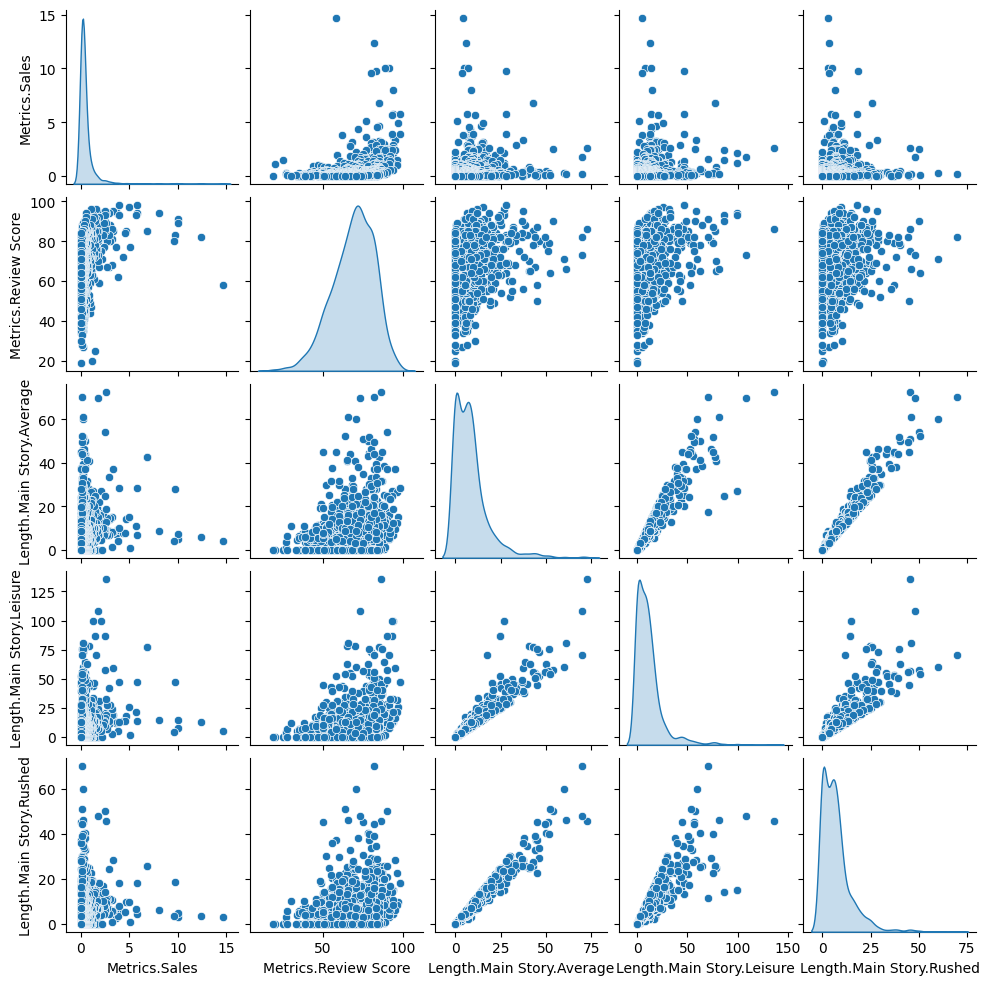 Metrics.Sales
15
10
5
0
Metrics.Review Score
100
80
60
40
20
Length.Main Story.Average
60
40
20
0
Length.Main Story.Leisure
125
100
75
50
25
0
Length.Main Story.Rushed
60
40
20
0
0 5 10 15
50 100
0 25 50 75
0 50 100 150
0 25 50 75
Metrics.Sales
Metrics.Review Score
Length.Main Story.Average
Length.Main Story.Leisure
Length.Main Story.Rushed